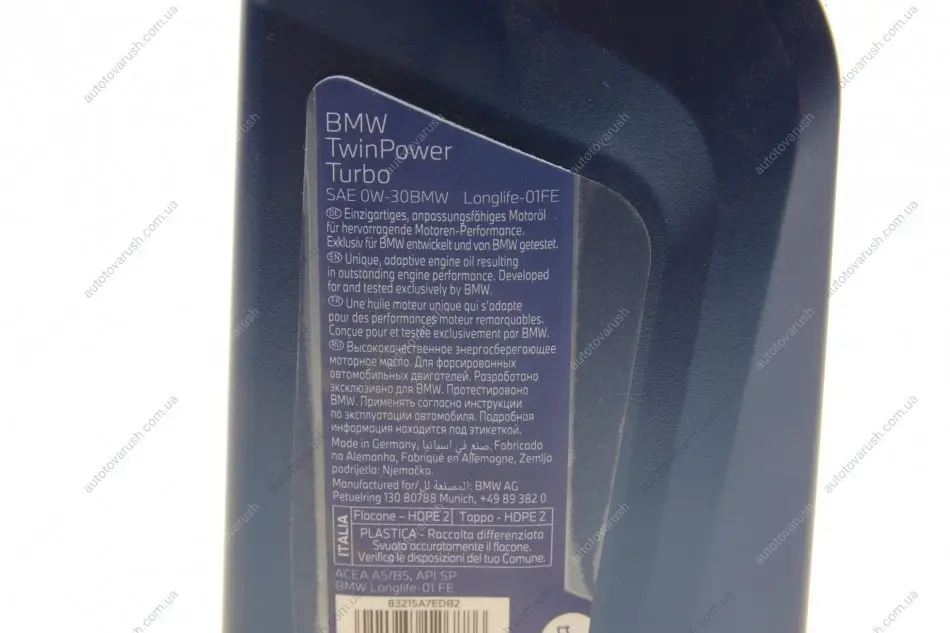 BMW
TwinPower
Turbo
SAE 0W-30BMW Longlife-01FE
DE Einzigartiges, anpassungsfähiges Motoröl
für hervorragende Motoren-Performance.
Exklusiv für BMW entwickelt und von BMW getestet.
EN Unique, adaptive engine oil resulting
in outstanding engine performance. Developed
for and tested exclusively by BMW.
FR Une huile moteur unique qui s'adapte
pour des performances moteur remarquables.
Conçue pour et testée exclusivement par BMW.
RU Высококачественное энергосберегающее
моторное масло. Для форсированных
автомобильных двигателей. Разработано
эксклюзивно для BMW. Протестировано
BMW. Применять согласно инструкции
по эксплуатации автомобиля. Подробная
информация находится под этикеткой.
Made in Germany, صنع في اسبانيا, Fabricado
na Alemanha, Fabriqué en Allemagne, Zemlja
podrijetla: Njemačka.
Manufactured for/المصنعة لل: BMW AG
Petuelring 130 80788 Munich, +49 89 382 0
ITALIA
Flacone – HDPE 2 Tappo - HDPE 2
PLASTICA - Raccolta differenziata
Svuota accuratamente il flacone.
Verifica le disposizioni del tuo Comune.
ACEA A5/B5, API SP
BMW Longlife-01 FE
83215A7EDB2
autotovarush.com.ua